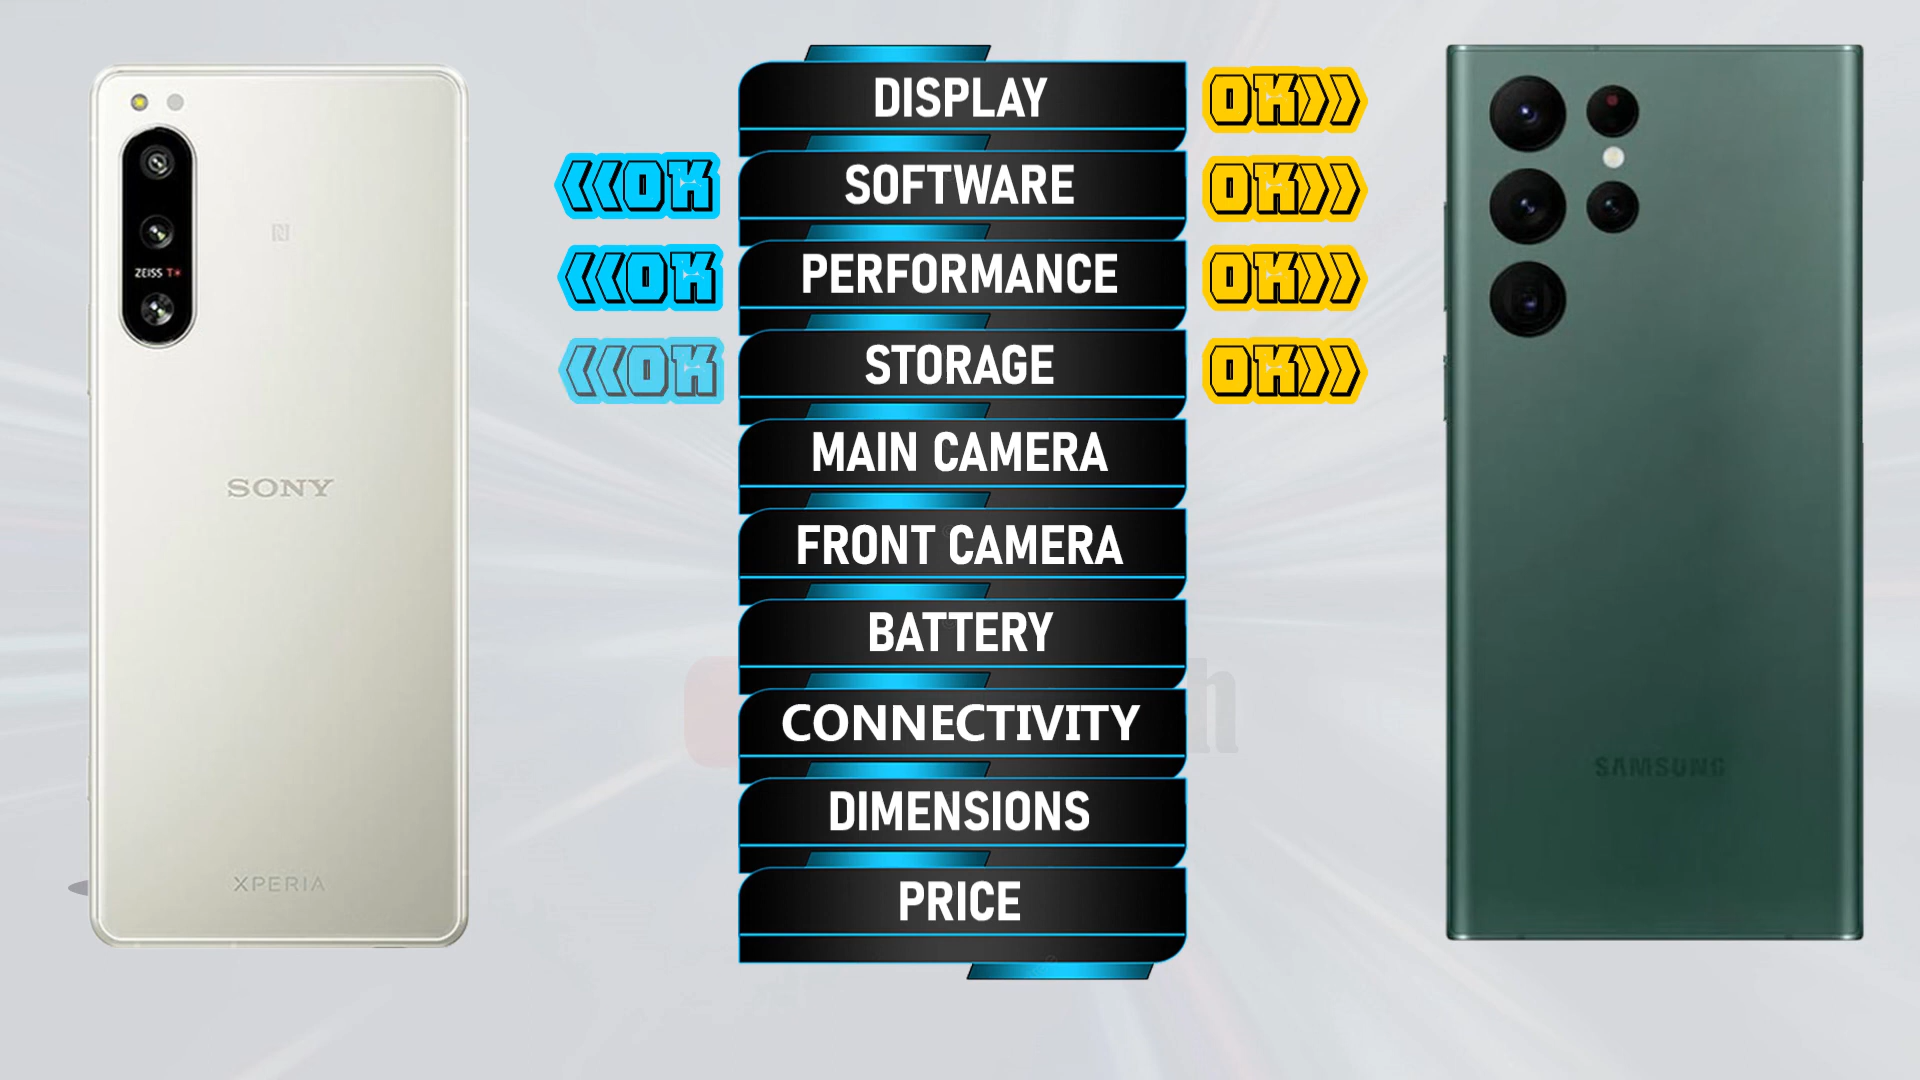 DISPLAY
OK
OK
SOFTWARE
OK
ZEISS T*
OK
PERFORMANCE
OK
OK
STORAGE
OK
MAIN CAMERA
SONY
FRONT CAMERA
BATTERY
CONNECTIVITY
SAMSUNG
DIMENSIONS
XPERIA
PRICE